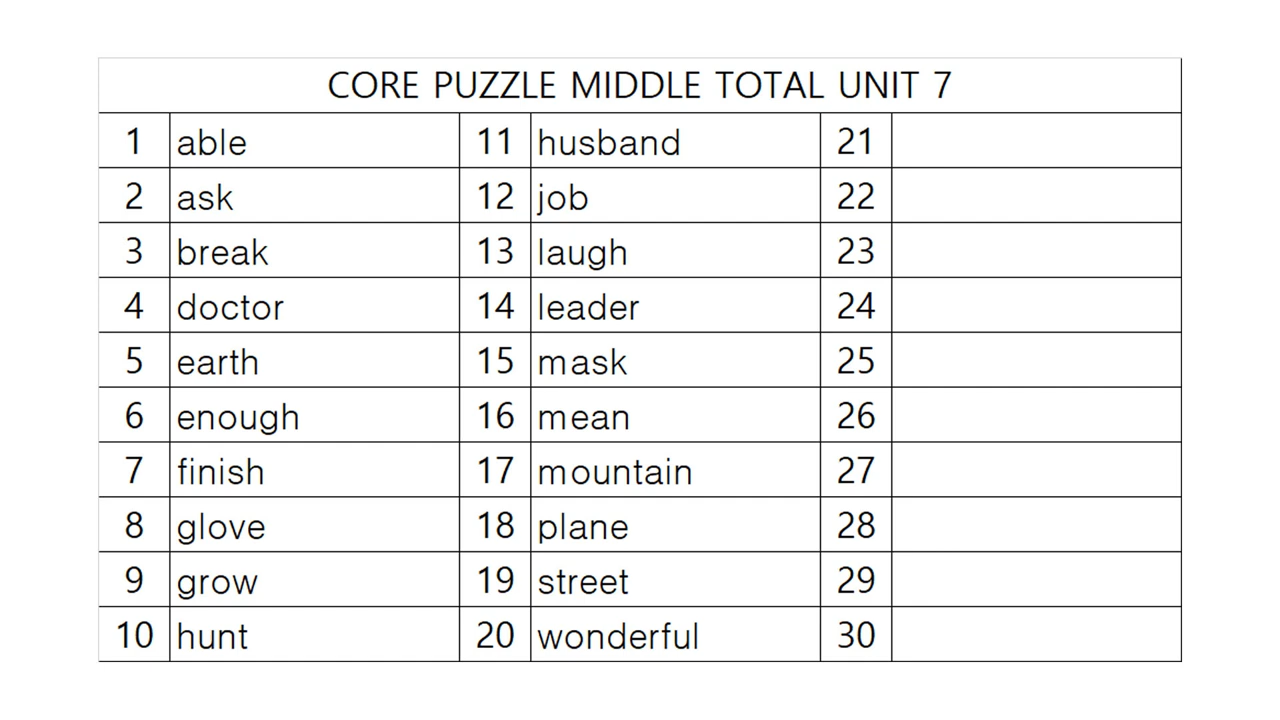 CORE PUZZLE MIDDLE TOTAL UNIT 7
1 able 11 husband 21
2 ask 12 job 22
3 break 13 laugh 23
4 doctor 14 leader 24
5 earth 15 mask 25
6 enough 16 mean 26
7 finish 17 mountain 27
8 glove 18 plane 28
9 grow 19 street 29
10 hunt 20 wonderful 30